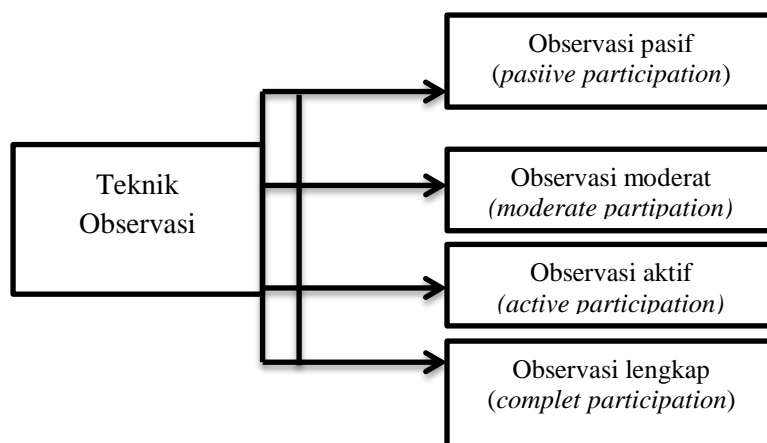 Teknik
Observasi
Observasi pasif
(pasiive participation)
Observasi moderat
(moderate partipation)
Observasi aktif
(active participation)
Observasi lengkap
(complet participation)